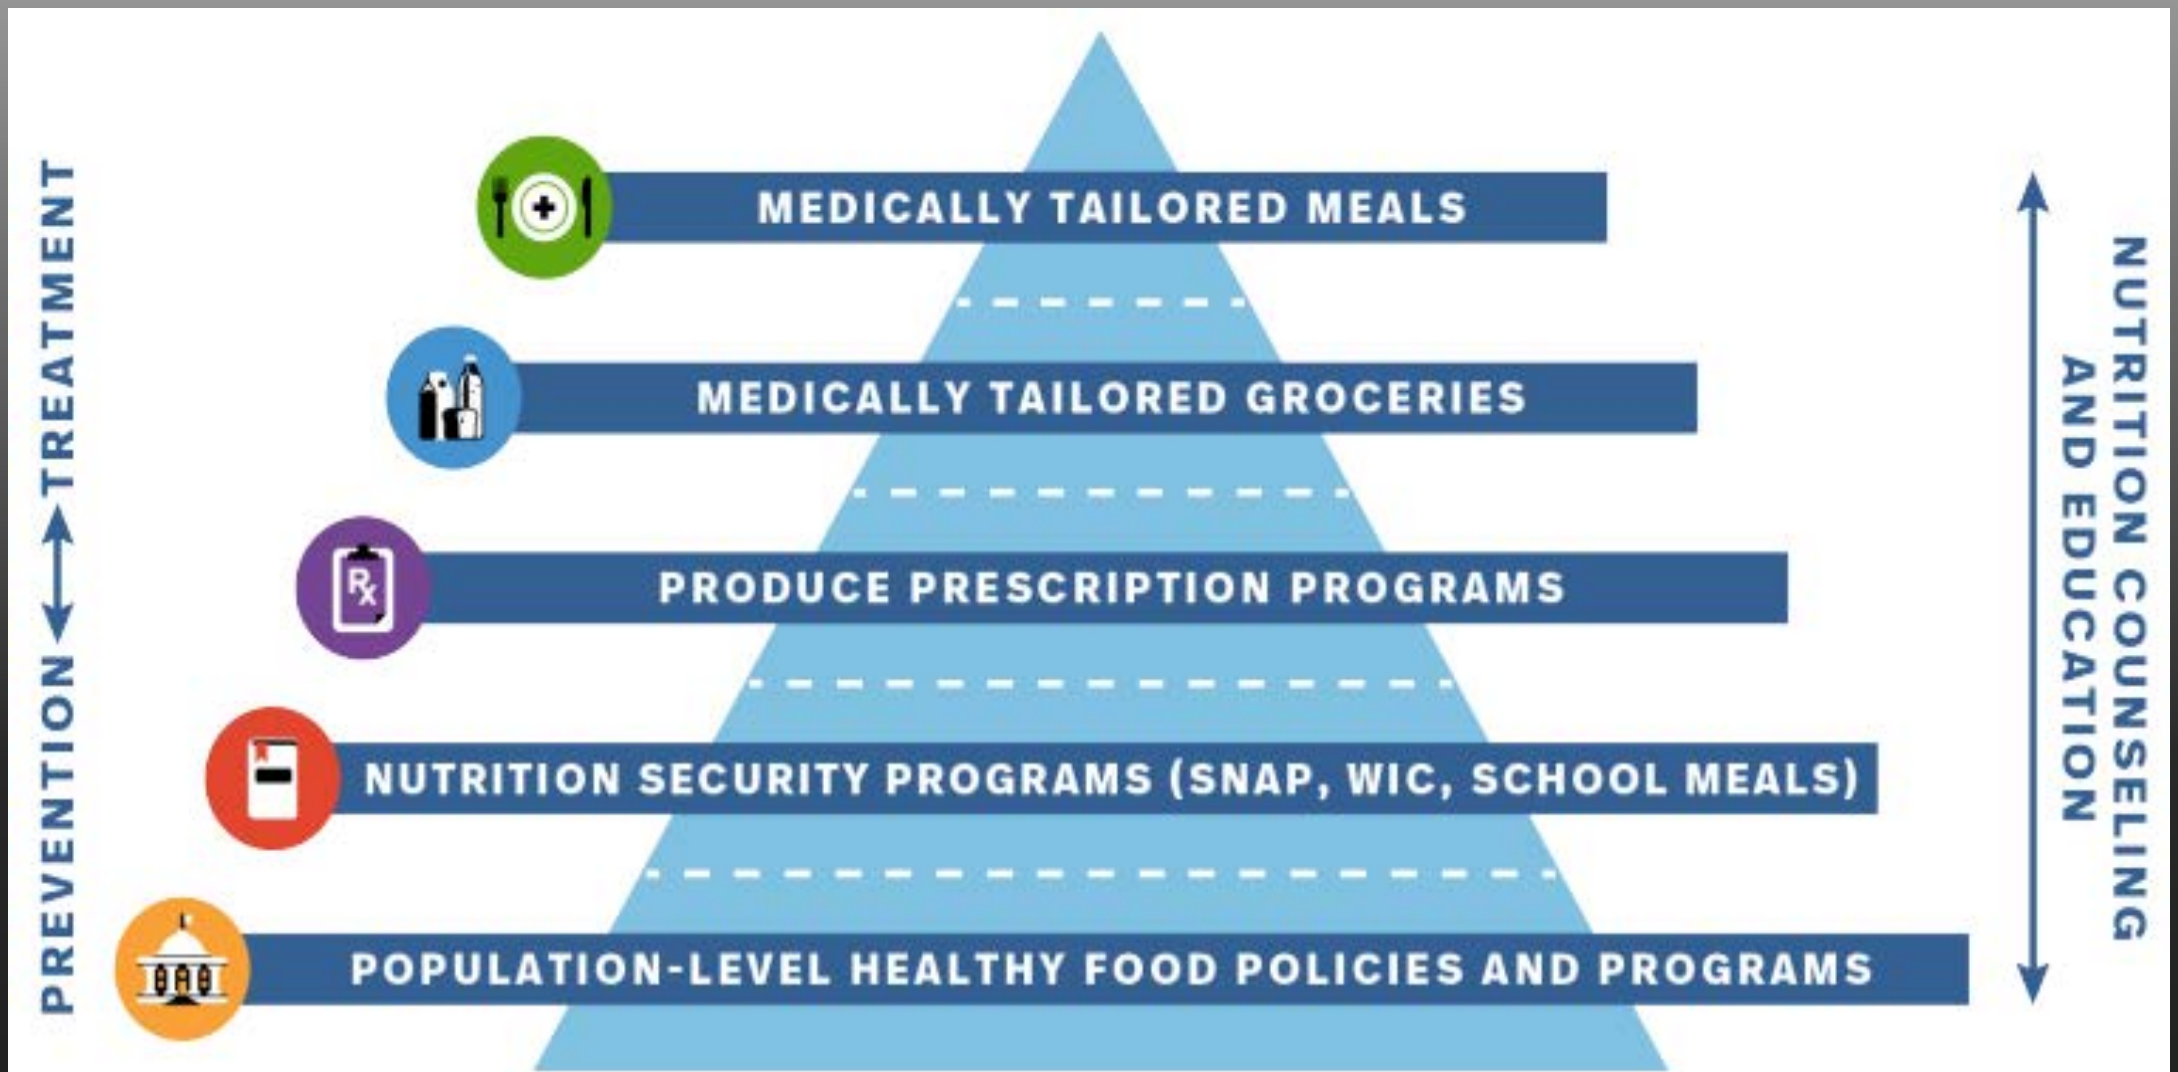 MEDICALLY TAILORED MEALS
MEDICALLY TAILORED GROCERIES
Rx
PRODUCE PRESCRIPTION PROGRAMS
NUTRITION SECURITY PROGRAMS (SNAP, WIC, SCHOOL MEALS)
POPULATION-LEVEL HEALTHY FOOD POLICIES AND PROGRAMS
PREVENTION
TREATMENT
NUTRITION COUNSELING
AND EDUCATION